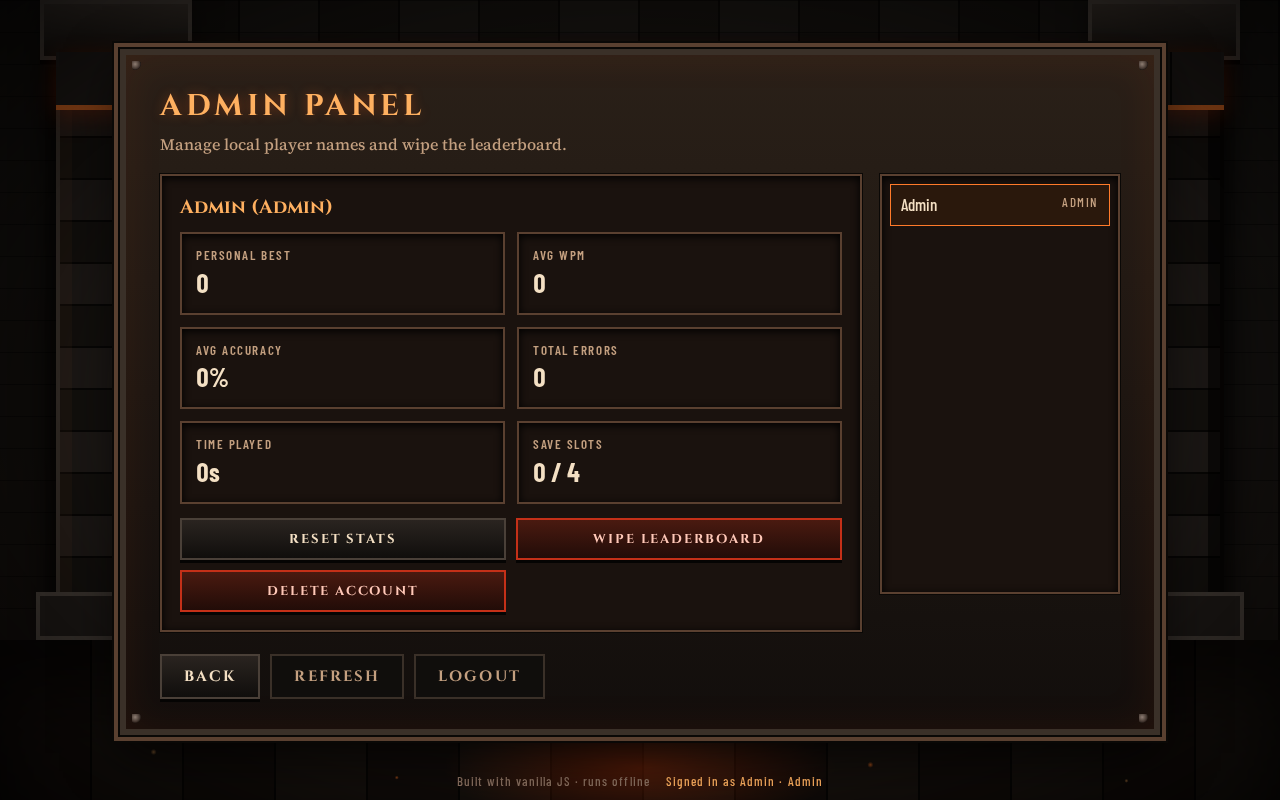 ADMIN PANEL
Manage local player names and wipe the leaderboard.
Admin (Admin)
PERSONAL BEST
0
AVG WPM
0
AVG ACCURACY
0%
TOTAL ERRORS
0
TIME PLAYED
0s
SAVE SLOTS
0 / 4
RESET STATS
WIPE LEADERBOARD
DELETE ACCOUNT
Admin ADMIN
BACK
REFRESH
LOGOUT
Built with vanilla JS · runs offline Signed in as Admin · Admin